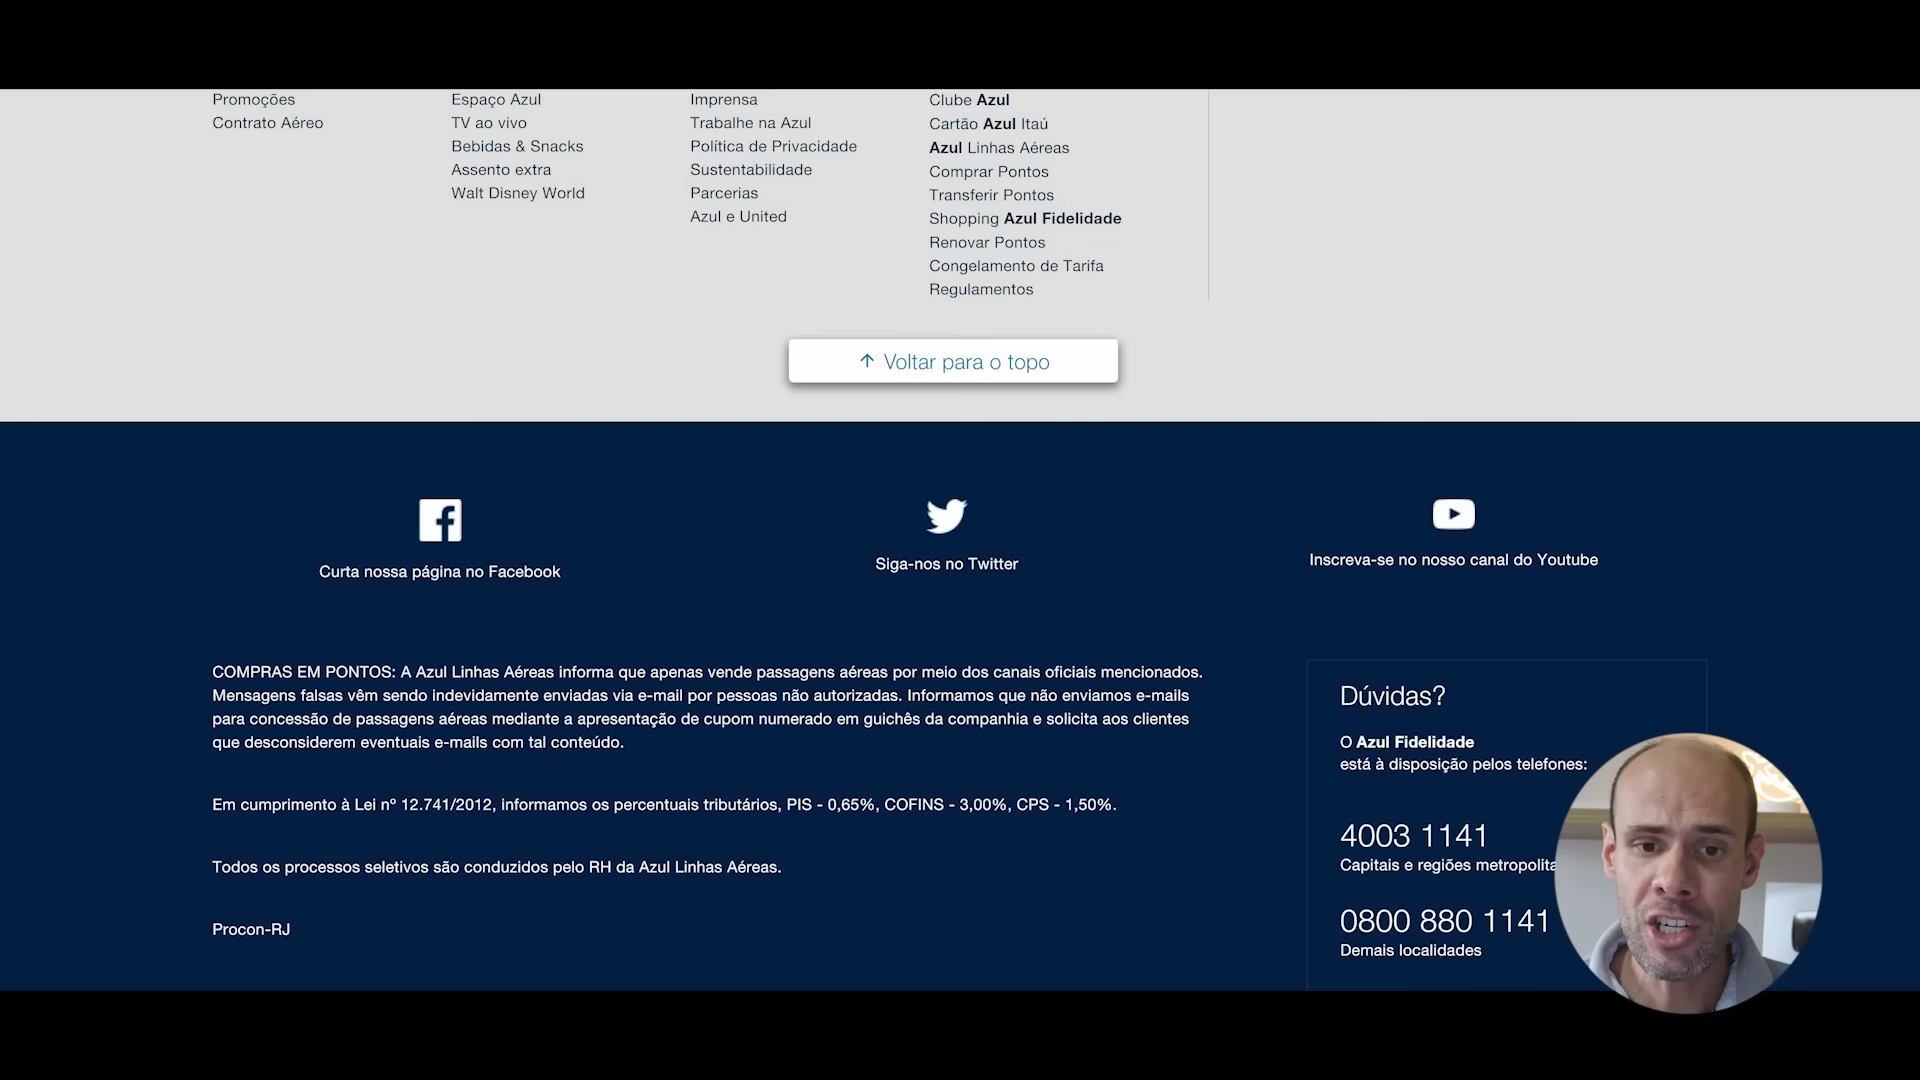 Promoções
Contrato Aéreo
Espaço Azul
TV ao vivo
Bebidas & Snacks
Assento extra
Walt Disney World
Imprensa
Trabalhe na Azul
Política de Privacidade
Sustentabilidade
Parcerias
Azul e United
Clube Azul
Cartão Azul Itaú
Azul Linhas Aéreas
Comprar Pontos
Transferir Pontos
Shopping Azul Fidelidade
Renovar Pontos
Congelamento de Tarifa
Regulamentos
↑ Voltar para o topo
Curta nossa página no Facebook
Siga-nos no Twitter
Inscreva-se no nosso canal do Youtube
COMPRAS EM PONTOS: A Azul Linhas Aéreas informa que apenas vende passagens aéreas por meio dos canais oficiais mencionados.
Mensagens falsas vêm sendo indevidamente enviadas via e-mail por pessoas não autorizadas. Informamos que não enviamos e-mails
para concessão de passagens aéreas mediante a apresentação de cupom numerado em guichês da companhia e solicita aos clientes
que desconsiderem eventuais e-mails com tal conteúdo.
Em cumprimento à Lei nº 12.741/2012, informamos os percentuais tributários, PIS - 0,65%, COFINS - 3,00%, CPS - 1,50%.
Todos os processos seletivos são conduzidos pelo RH da Azul Linhas Aéreas.
Procon-RJ
Dúvidas?
O Azul Fidelidade
está à disposição pelos telefones:
4003 1141
Capitais e regiões metropolita
0800 880 1141
Demais localidades